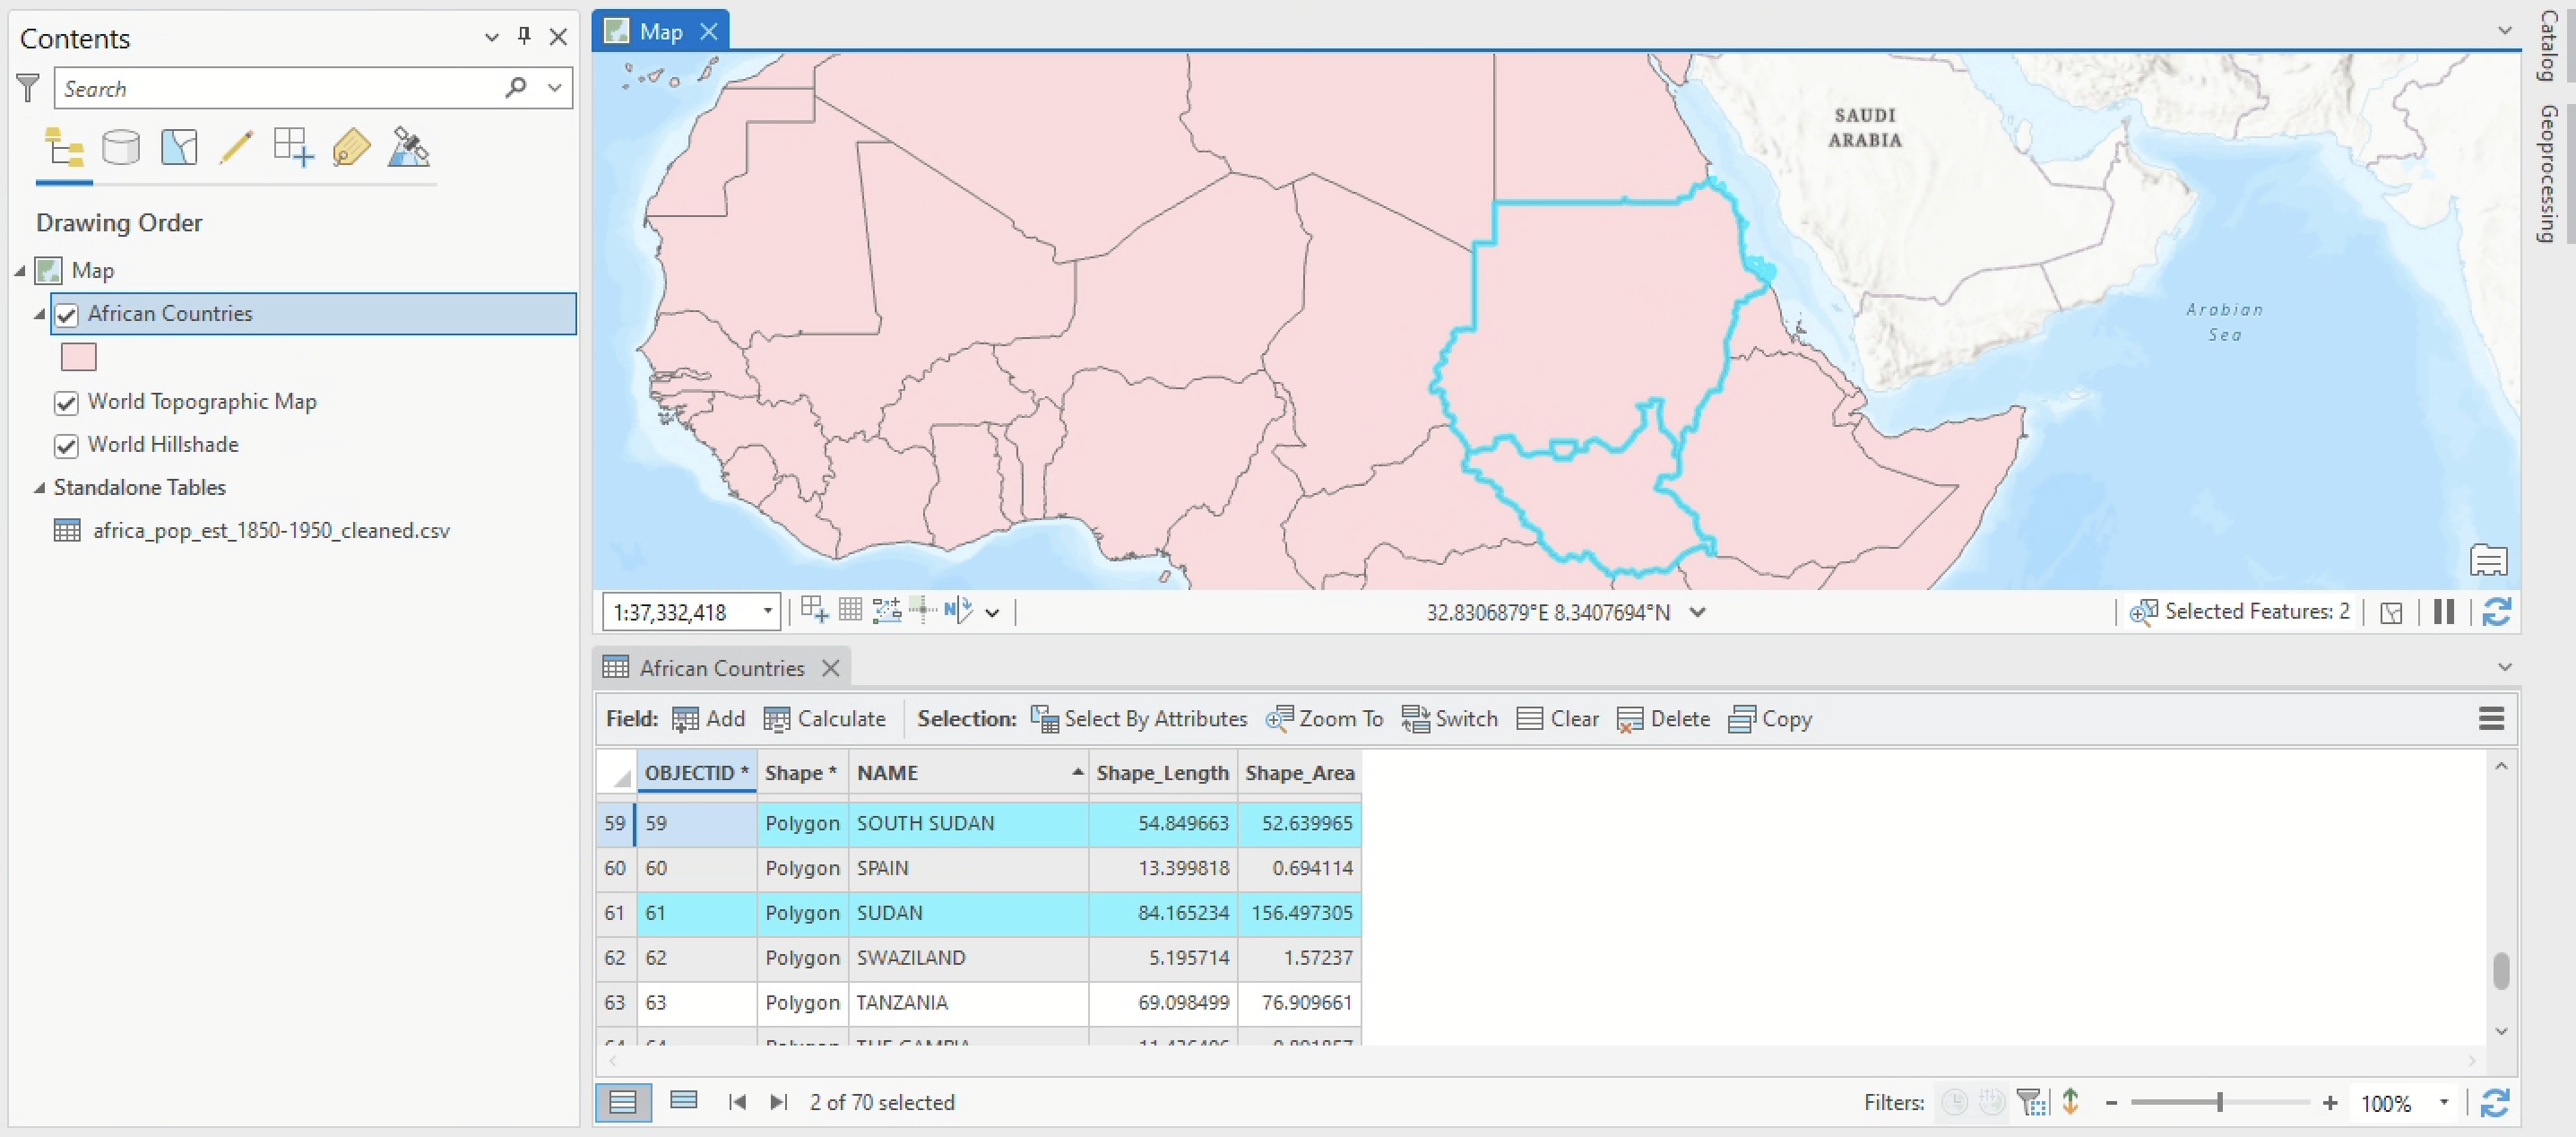 Contents
Search
Drawing Order
Map
African Countries
World Topographic Map
World Hillshade
Standalone Tables
africa_pop_est_1850-1950_cleaned.csv
Map
SAUDI
ARABIA
Arabian
Sea
1:37,332,418
N
32.8306879°E 8.3407694°N
Selected Features: 2
African Countries
Field: Add Calculate Selection: Select By Attributes Zoom To Switch Clear Delete Copy
OBJECTID * Shape * NAME Shape_Length Shape_Area
59 59 Polygon SOUTH SUDAN 54.849663 52.639965
60 60 Polygon SPAIN 13.399818 0.694114
61 61 Polygon SUDAN 84.165234 156.497305
62 62 Polygon SWAZILAND 5.195714 1.57237
63 63 Polygon TANZANIA 69.098499 76.909661
64 64 Polygon THE GAMBIA
2 of 70 selected
Filters: - + 100%
Catalog
Geoprocessing